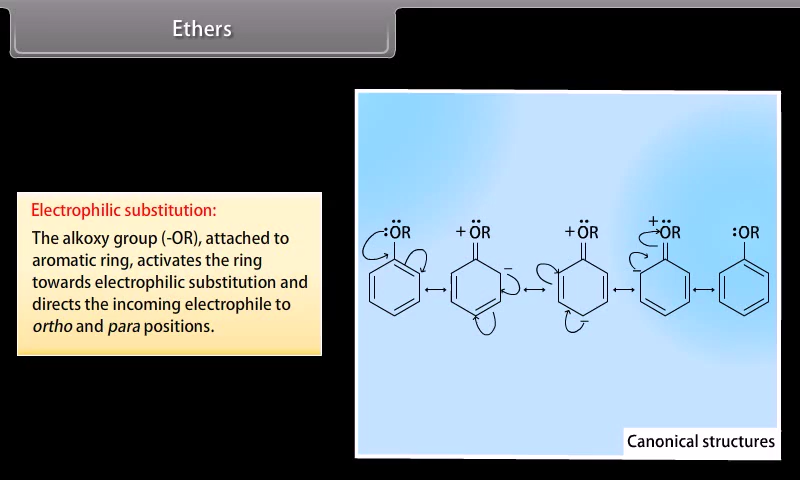 Ethers
Electrophilic substitution:
The alkoxy group (-OR), attached to
aromatic ring, activates the ring
towards electrophilic substitution and
directs the incoming electrophile to
ortho and para positions.
:ÖR +ÖR +ÖR +ÖR :OR
− − −
Canonical structures